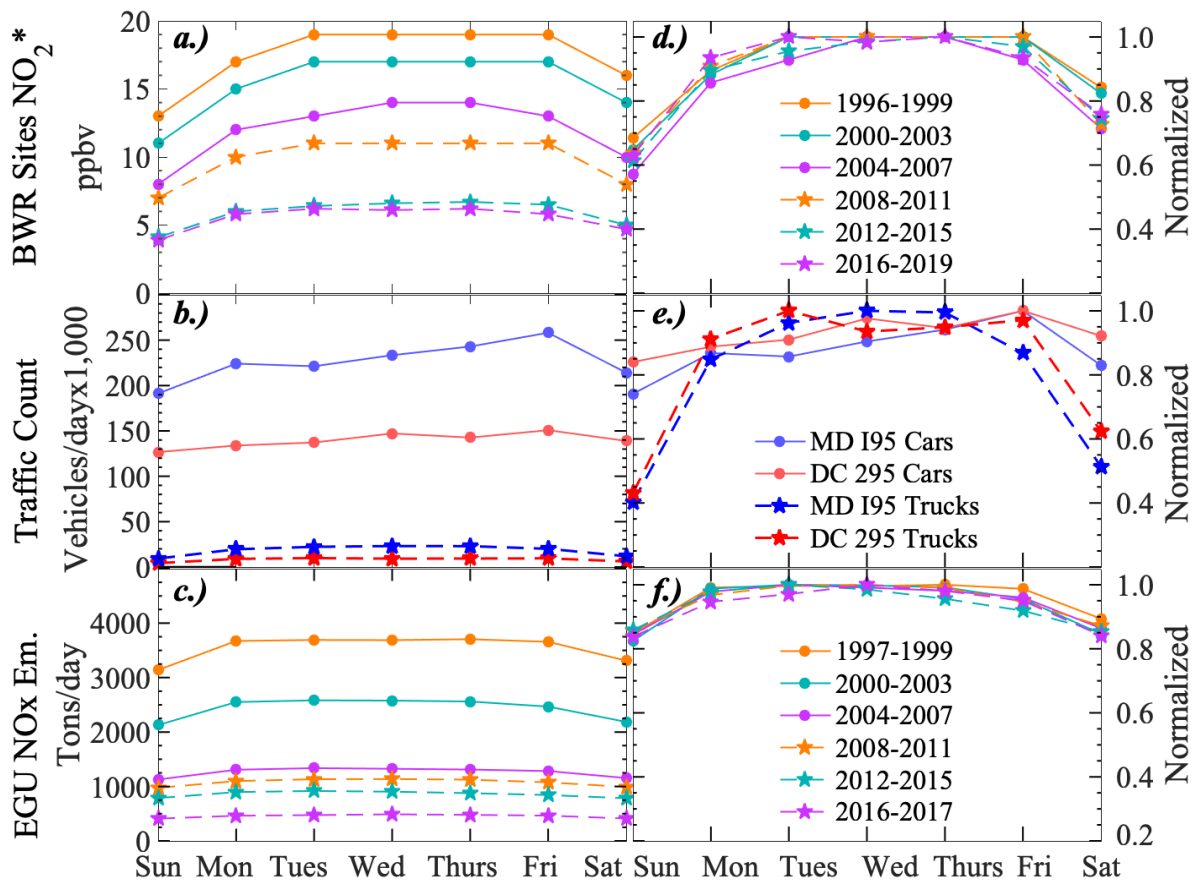 BWR Sites NO2*
ppbv
20
15
10
5
0
a.)
d.)
1996-1999
2000-2003
2004-2007
2008-2011
2012-2015
2016-2019
1.0
0.8
0.6
0.4
Normalized
Traffic Count
Vehicles/dayx1,000
250
200
150
100
50
0
b.)
e.)
MD I95 Cars
DC 295 Cars
MD I95 Trucks
DC 295 Trucks
1.0
0.8
0.6
0.4
Normalized
EGU NOx Em.
Tons/day
4000
3000
2000
1000
0
c.)
f.)
1997-1999
2000-2003
2004-2007
2008-2011
2012-2015
2016-2017
1.0
0.8
0.6
0.4
0.2
Normalized
Sun Mon Tues Wed Thurs Fri Sat Sun Mon Tues Wed Thurs Fri Sat